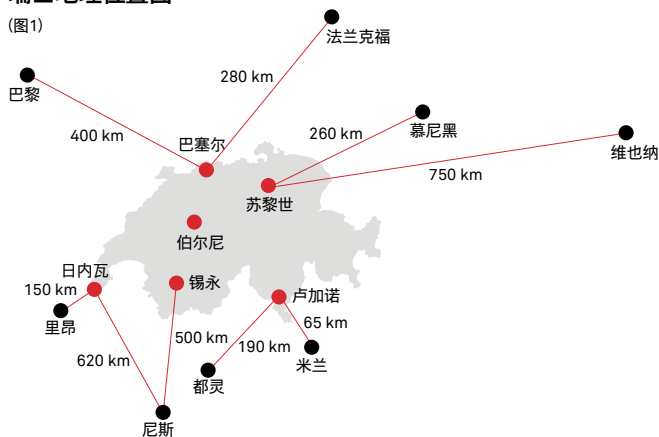 (图1)
法兰克福
280 km
巴黎
400 km
巴塞尔
260 km
慕尼黑
维也纳
750 km
苏黎世
伯尔尼
日内瓦
锡永
卢加诺
150 km
里昂
65 km
500 km
190 km
米兰
620 km
都灵
尼斯